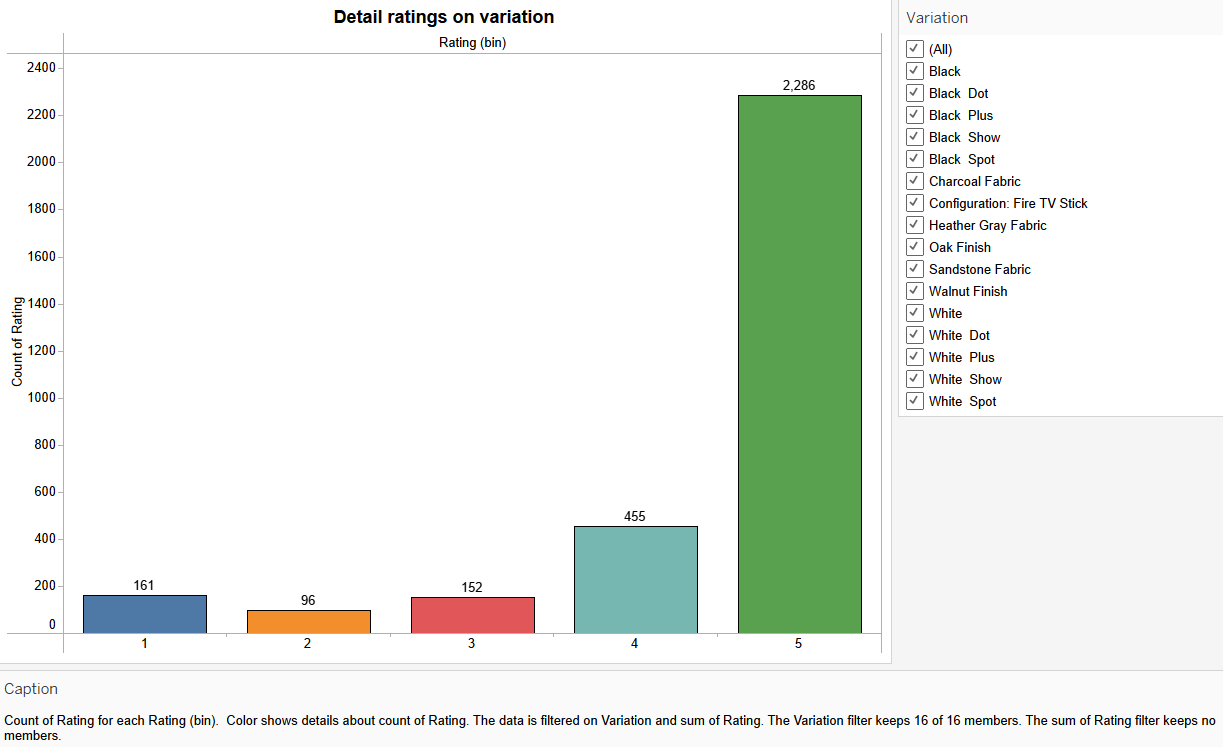 Detail ratings on variation
Rating (bin)
Count of Rating
2400
2200
2000
1800
1600
1400
1200
1000
800
600
400
200
0
161
96
152
455
2,286
1
2
3
4
5
Variation
(All)
Black
Black  Dot
Black  Plus
Black  Show
Black  Spot
Charcoal Fabric
Configuration: Fire TV Stick
Heather Gray Fabric
Oak Finish
Sandstone Fabric
Walnut Finish
White
White  Dot
White  Plus
White  Show
White  Spot
Caption
Count of Rating for each Rating (bin).  Color shows details about count of Rating. The data is filtered on Variation and sum of Rating. The Variation filter keeps 16 of 16 members. The sum of Rating filter keeps no
members.